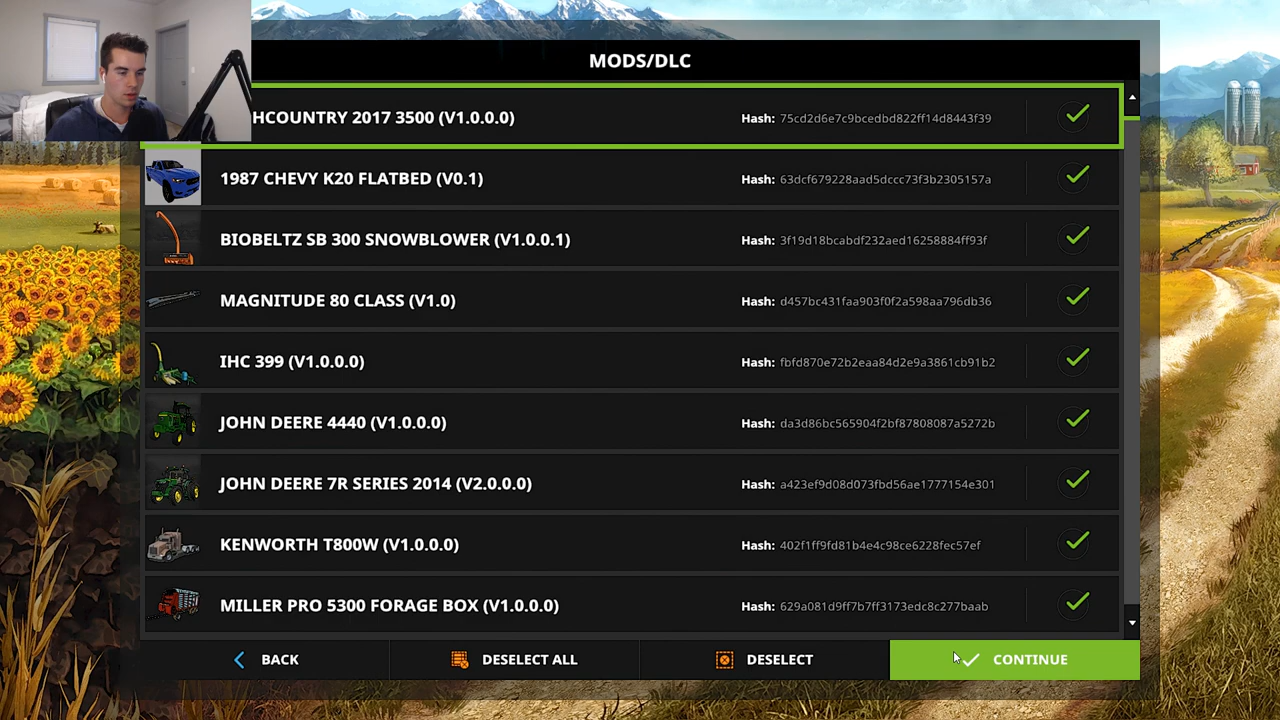 MODS/DLC
HCOUNTRY 2017 3500 (V1.0.0.0) Hash: 75cd2d6e7c9bcedbd822ff14d8443f39
1987 CHEVY K20 FLATBED (V0.1) Hash: 63dcf679228aad5dccc73f3b2305157a
BIOBELTZ SB 300 SNOWBLOWER (V1.0.0.1) Hash: 3f19d18bcabdf232aed16258884ff93f
MAGNITUDE 80 CLASS (V1.0) Hash: d457bc431faa903f0f2a598aa796db36
IHC 399 (V1.0.0.0) Hash: fbfd870e72b2eaa84d2e9a3861cb91b2
JOHN DEERE 4440 (V1.0.0.0) Hash: da3d86bc565904f2bf87808087a5272b
JOHN DEERE 7R SERIES 2014 (V2.0.0.0) Hash: a423ef9d08d073fbd56ae1777154e301
KENWORTH T800W (V1.0.0.0) Hash: 402f1ff9fd81b4e4c98ce6228fec57ef
MILLER PRO 5300 FORAGE BOX (V1.0.0.0) Hash: 629a081d9ff7b7ff3173edc8c277baab
BACK DESELECT ALL DESELECT CONTINUE